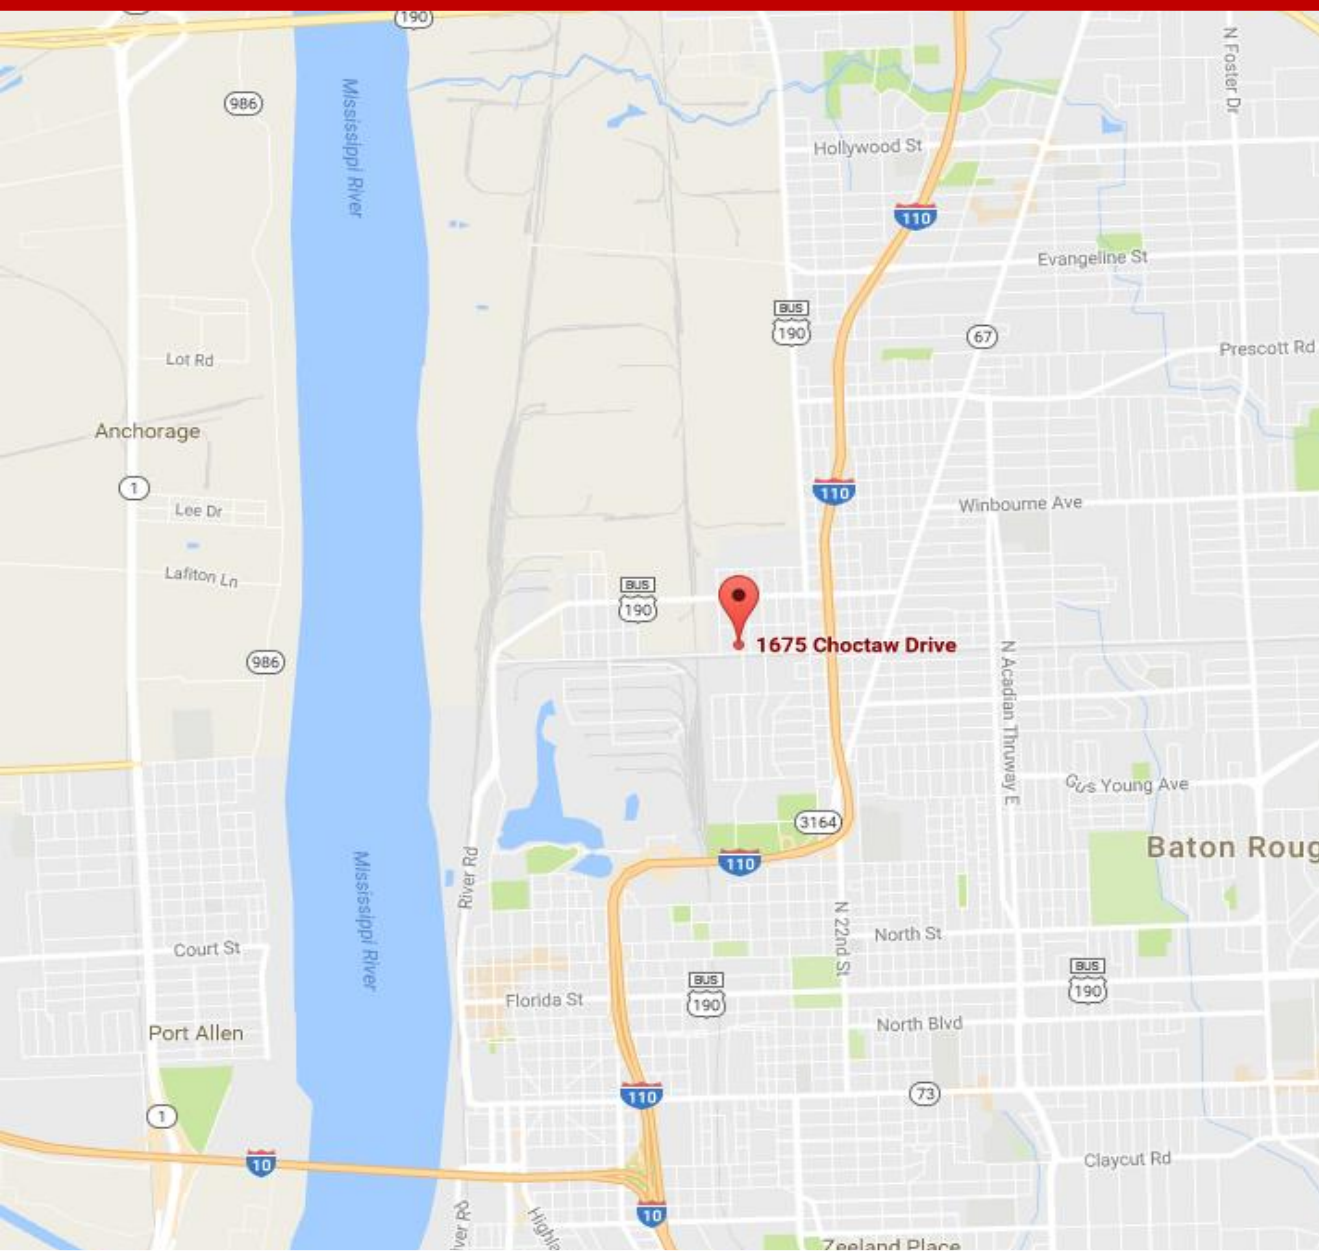 190
Mississippi River
986
N Foster Dr
Hollywood St
110
Evangeline St
BUS
190
67
Prescott Rd
Lot Rd
Anchorage
1
110
Winbourne Ave
Lee Dr
Lafiton Ln
BUS
190
1675 Choctaw Drive
986
N Acadian Thruway E
Gus Young Ave
3164
Baton Roug
110
River Rd
Mississippi River
N 22nd St
North St
Court St
BUS
190
BUS
190
Florida St
North Blvd
Port Allen
110
73
1
10
Claycut Rd
10
ver Rd
Highla
Zeeland Place